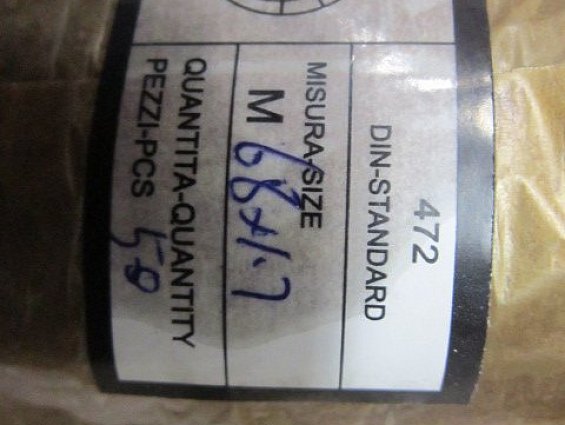 472
DIN-STANDARD
MISURA-SIZE
M 68x1.7
QUANTITA-QUANTITY
PEZZI-PCS 50